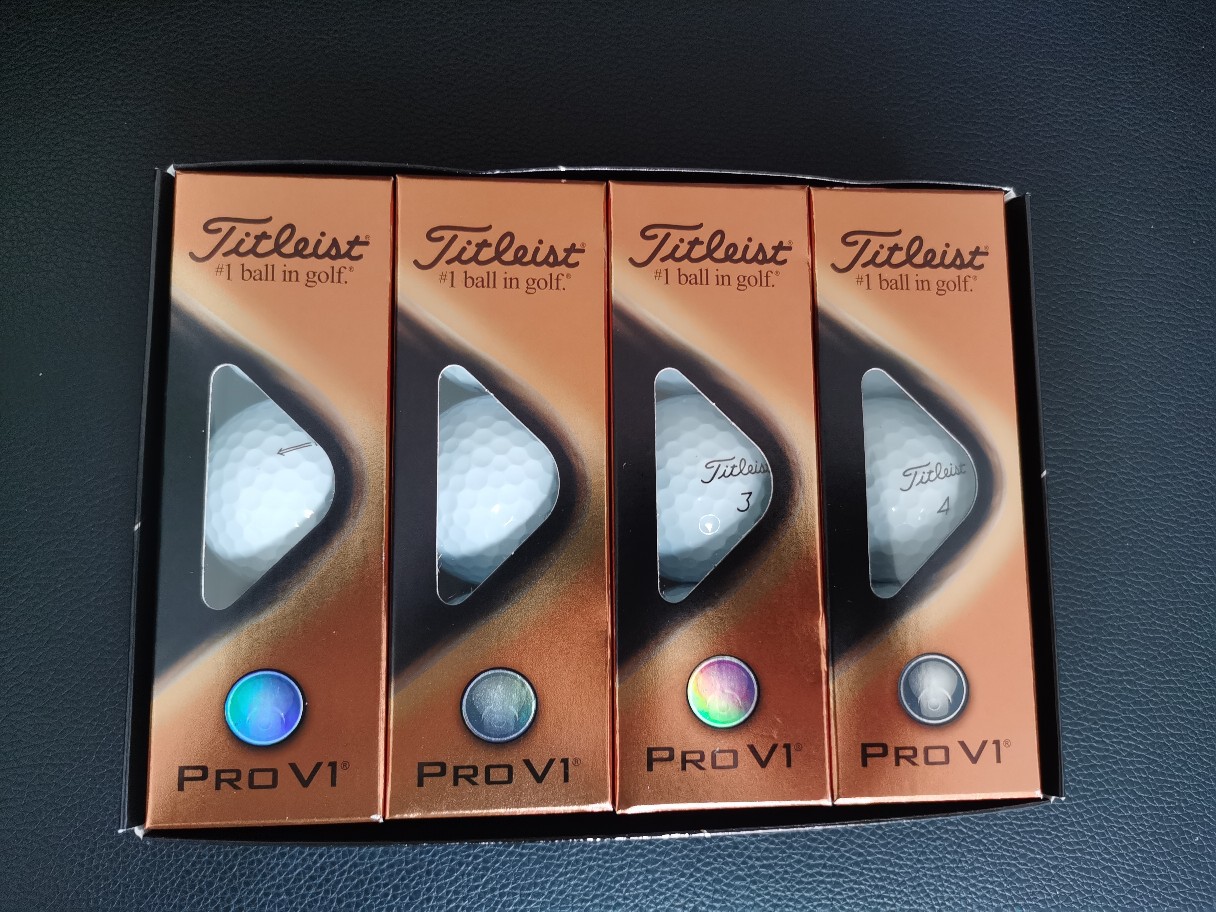 Titleist®
#1 ball in golf.®
PRO V1®
Titleist®
#1 ball in golf.®
PRO V1®
Titleist®
#1 ball in golf.®
Titleist
3
PRO V1®
Titleist®
#1 ball in golf.®
Titleist
4
PRO V1®